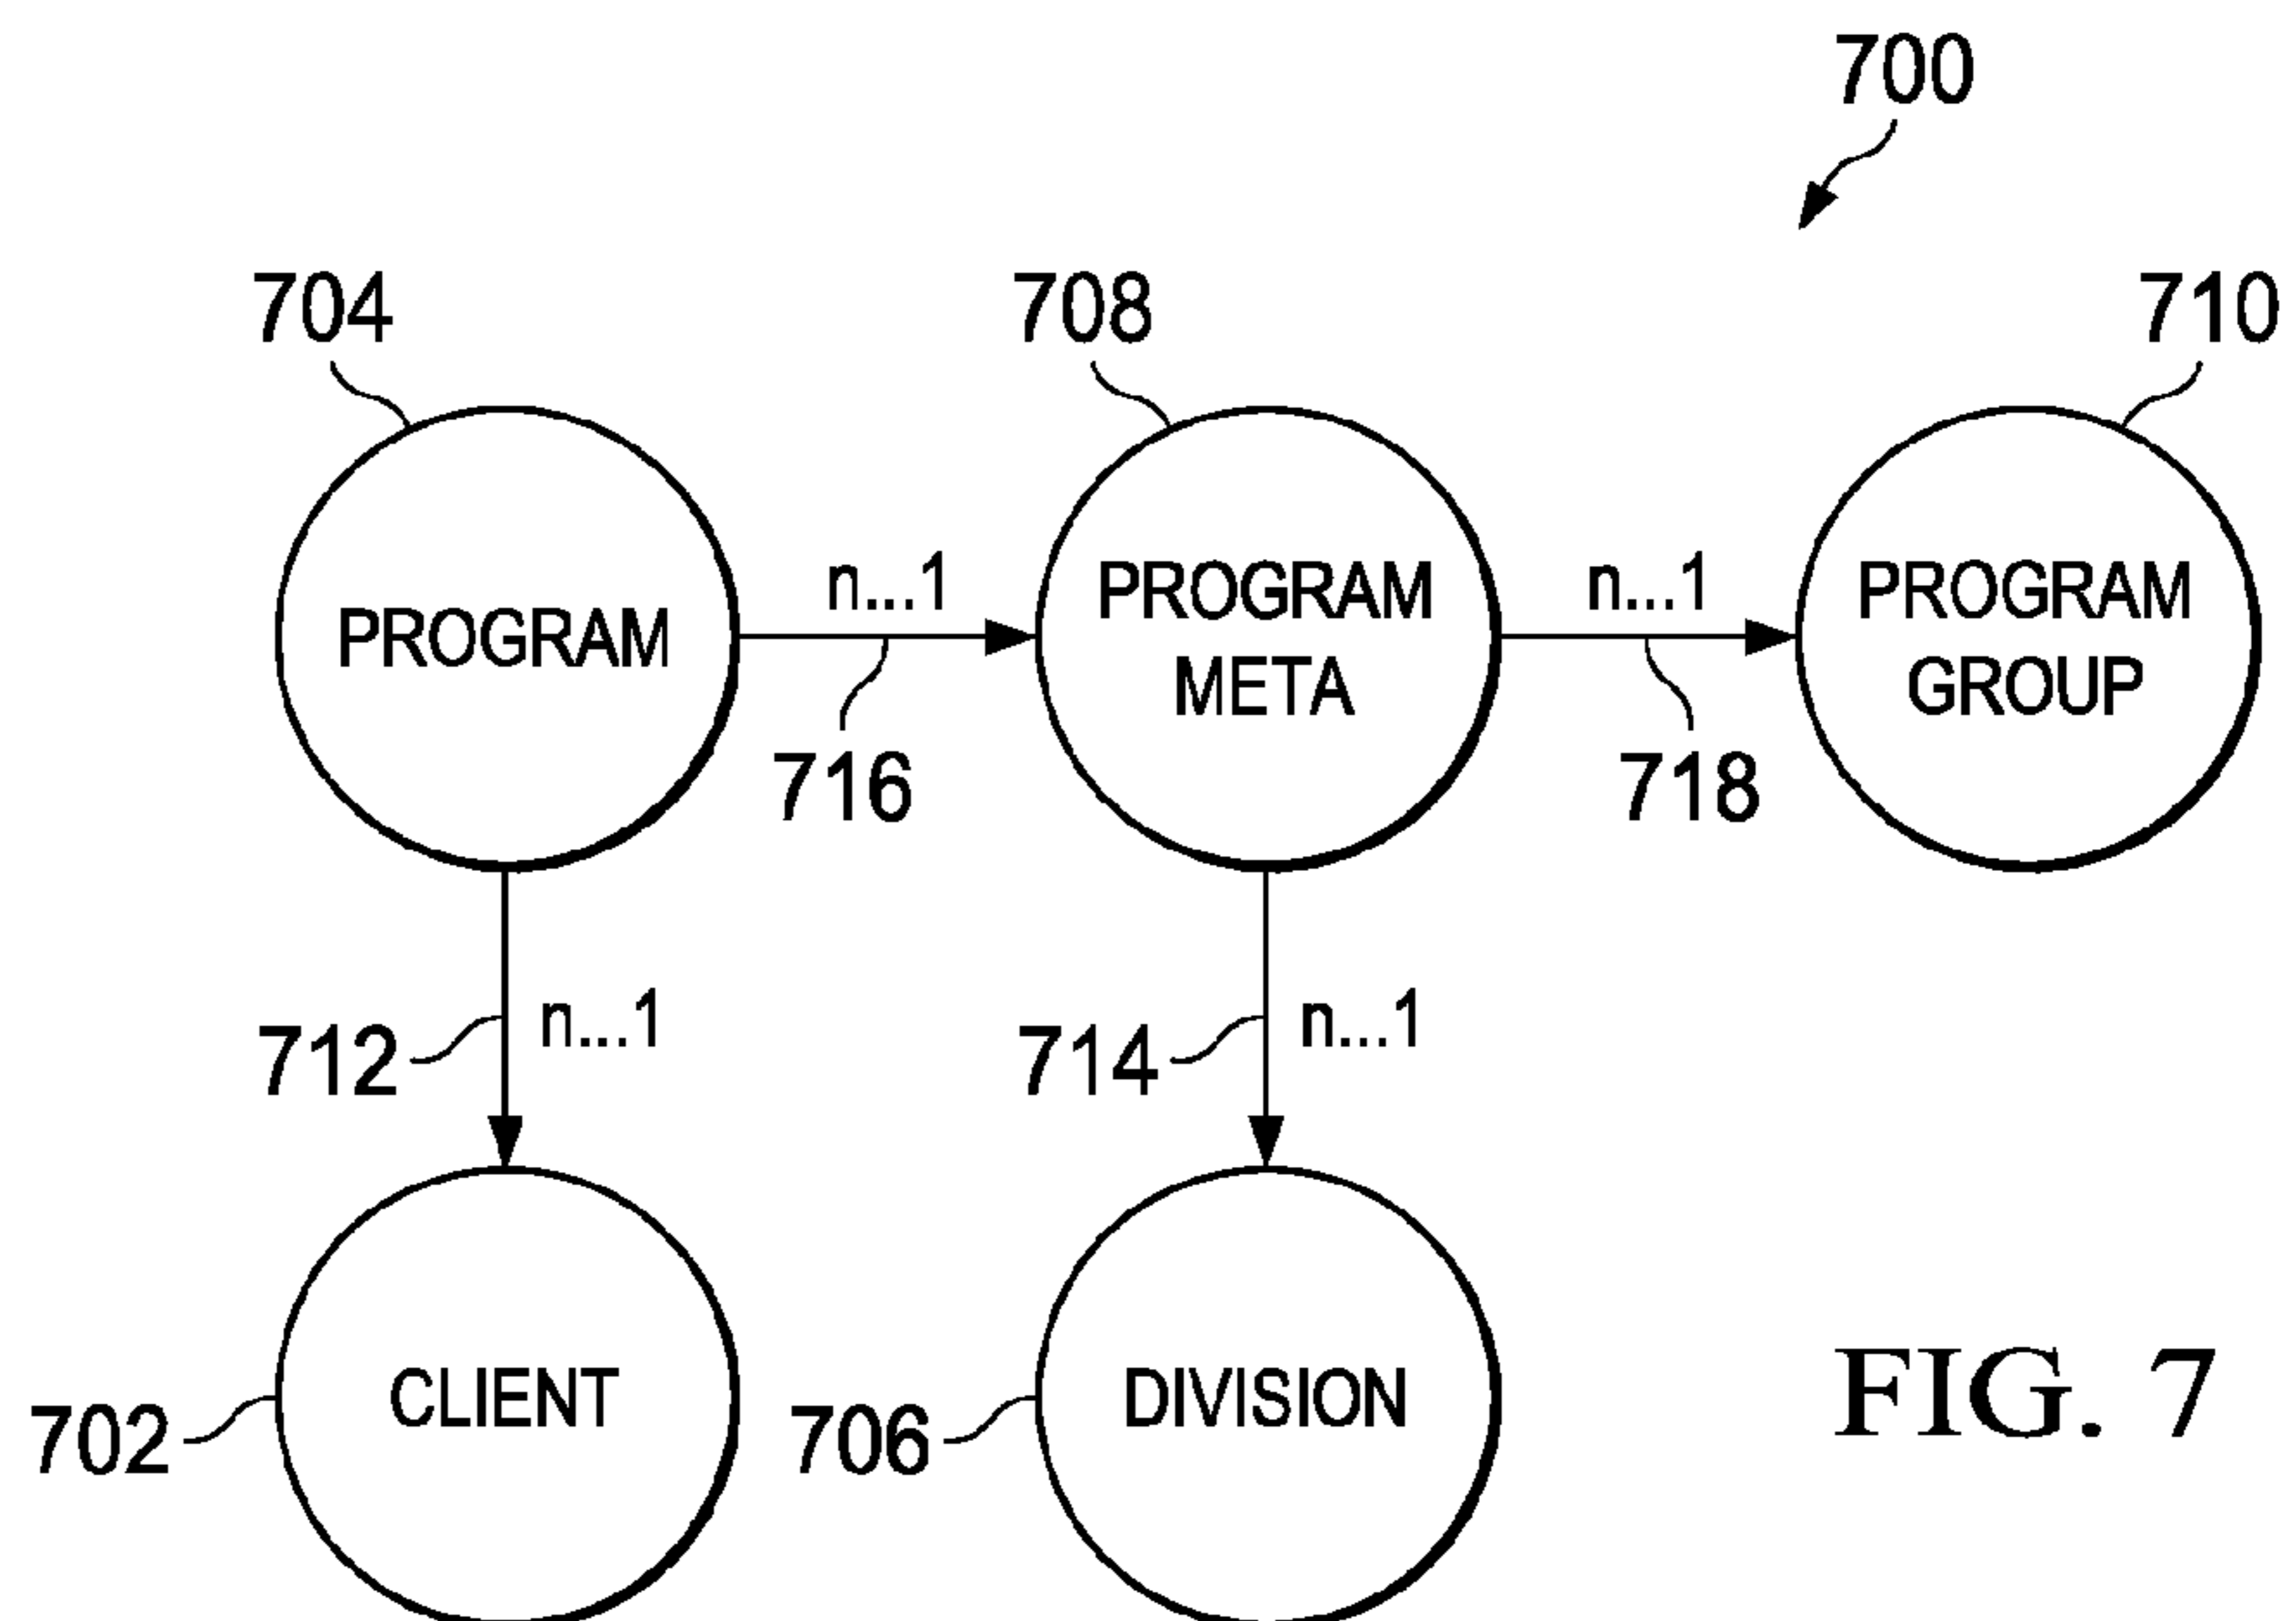 700
704
708
710
PROGRAM
n...1
PROGRAM
META
n...1
PROGRAM
GROUP
716
718
712
n...1
714
n...1
702
CLIENT
706
DIVISION
FIG. 7